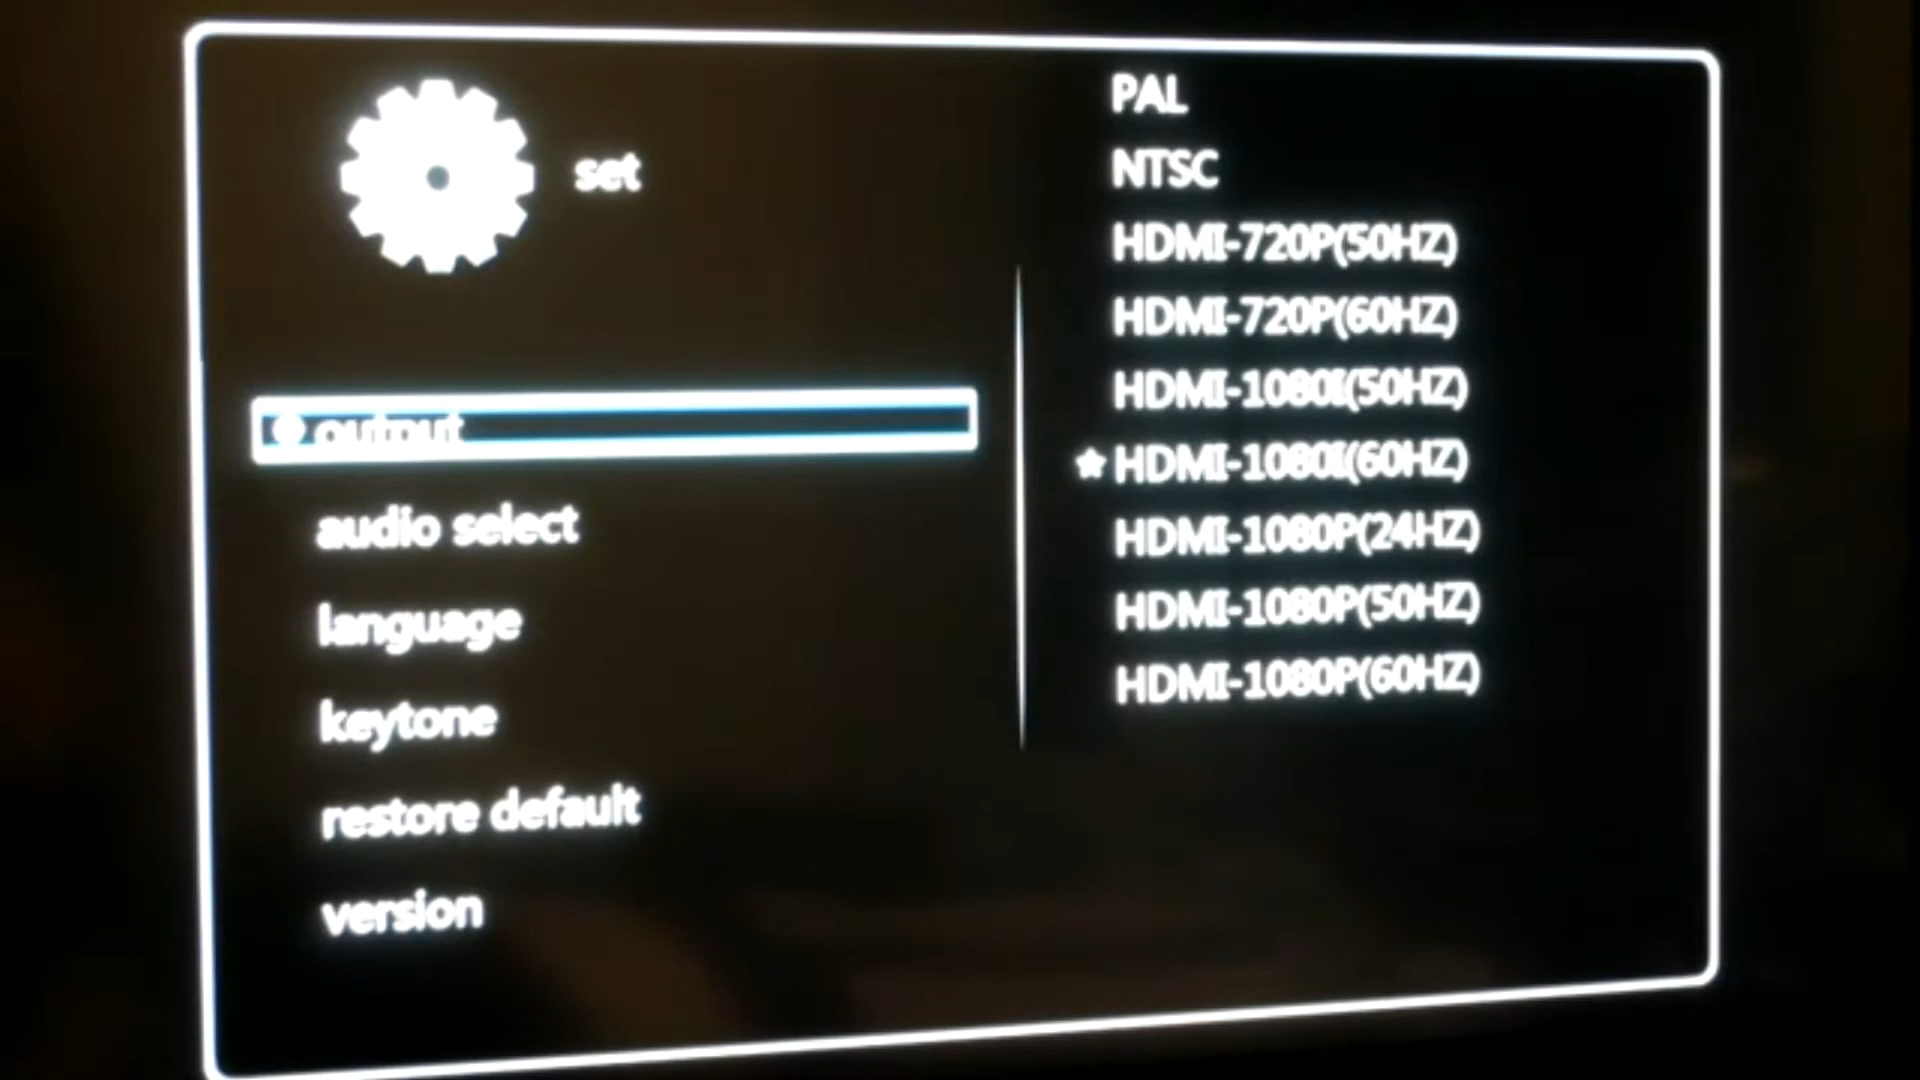 set
output
audio select
language
keytone
restore default
version
PAL
NTSC
HDMI-720P(50HZ)
HDMI-720P(60HZ)
HDMI-1080I(50HZ)
HDMI-1080I(60HZ)
HDMI-1080P(24HZ)
HDMI-1080P(50HZ)
HDMI-1080P(60HZ)